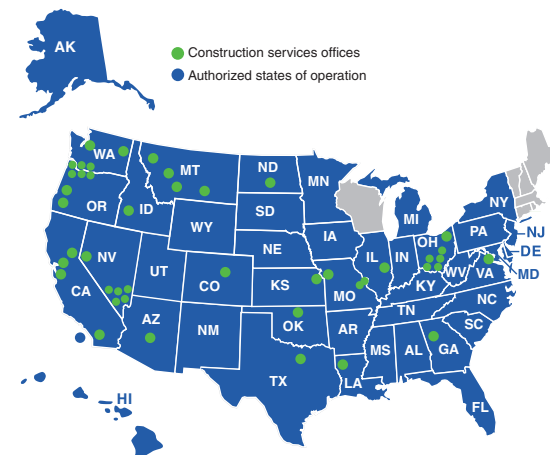 AK
Construction services offices
Authorized states of operation
WA
MT
ND
MN
OR
ID
SD
WY
MI
NY
IA
NE
PA
NJ
OH
DE
NV
UT
IL
IN
WV
VA
MD
CO
KS
MO
KY
CA
NC
TN
AZ
NM
OK
AR
SC
MS
AL
GA
TX
LA
HI
FL